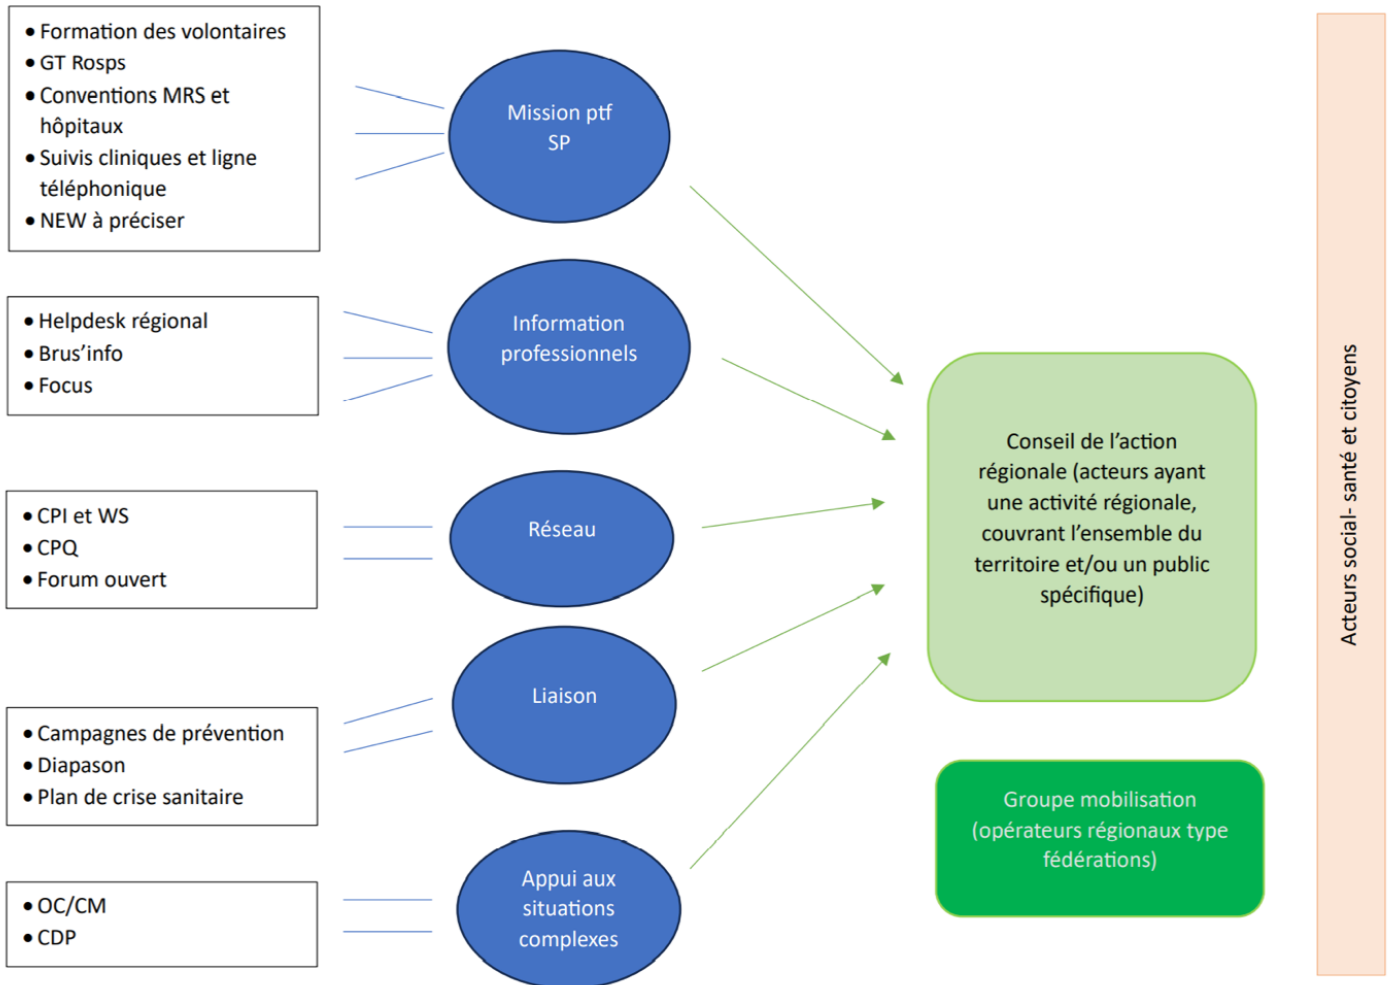 • Formation des volontaires
• GT Rosps
• Conventions MRS et
hôpitaux
• Suivis cliniques et ligne
téléphonique
• NEW à préciser
Mission ptf
SP
• Helpdesk régional
• Brus’info
• Focus
Information
professionnels
• CPI et WS
• CPQ
• Forum ouvert
Réseau
• Campagnes de prévention
• Diapason
• Plan de crise sanitaire
Liaison
• OC/CM
• CDP
Appui aux
situations
complexes
Conseil de l’action
régionale (acteurs ayant
une activité régionale,
couvrant l’ensemble du
territoire et/ou un public
spécifique)
Groupe mobilisation
(opérateurs régionaux type
fédérations)
Acteurs social- santé et citoyens